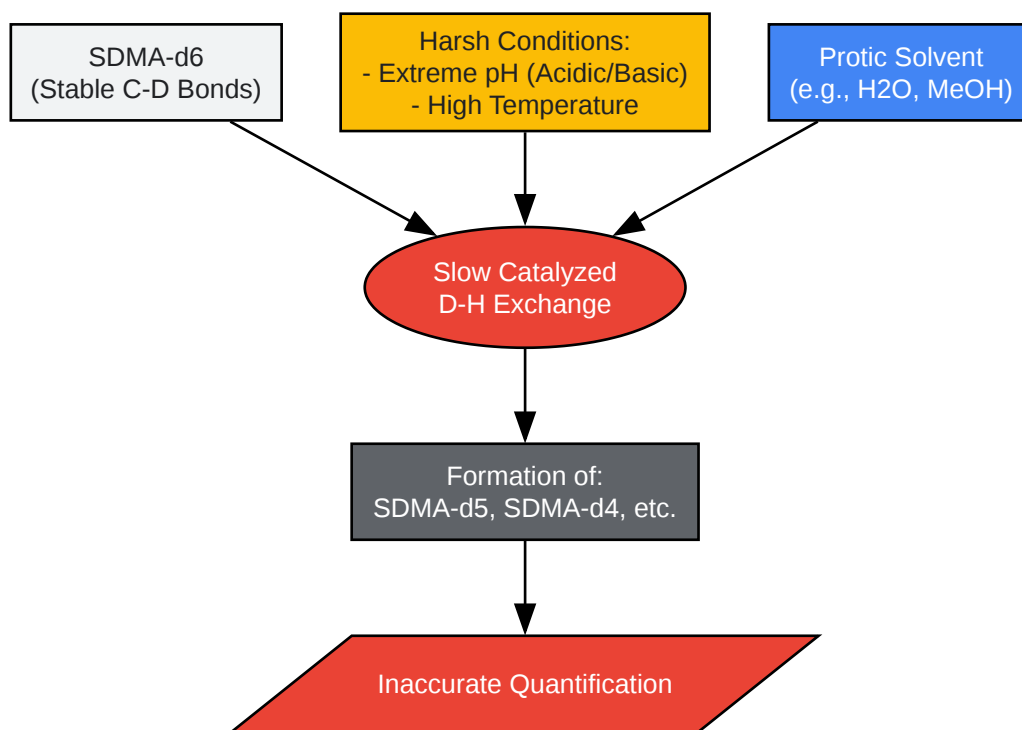 SDMA-d6
(Stable C-D Bonds)
Harsh Conditions:
- Extreme pH (Acidic/Basic)
- High Temperature
Protic Solvent
(e.g., H2O, MeOH)
Slow Catalyzed
D-H Exchange
Formation of:
SDMA-d5, SDMA-d4, etc.
Inaccurate Quantification